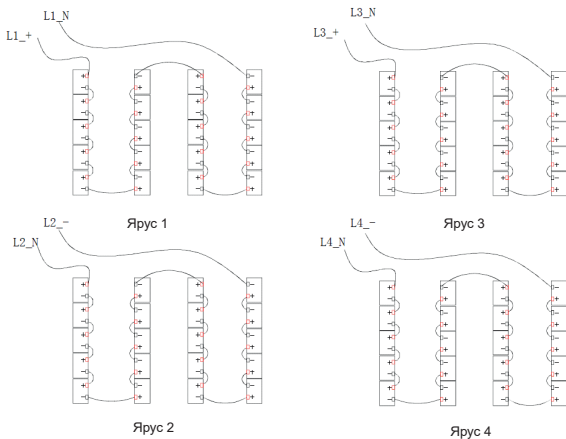 L1_N
L1_+
Ярус 1
L3_N
L3_+
Ярус 3
L2_-
L2_N
Ярус 2
L4_-
L4_N
Ярус 4